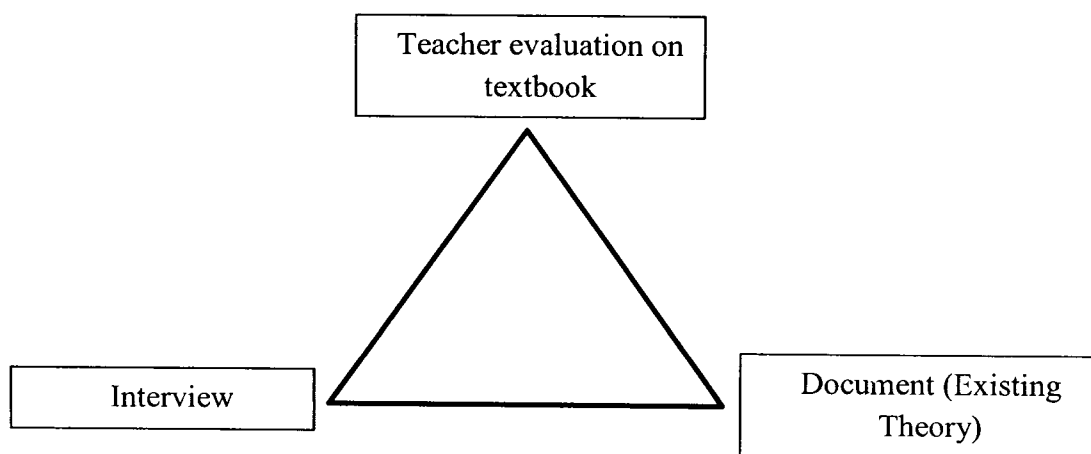 Teacher evaluation on
textbook
Interview
Document (Existing
Theory)